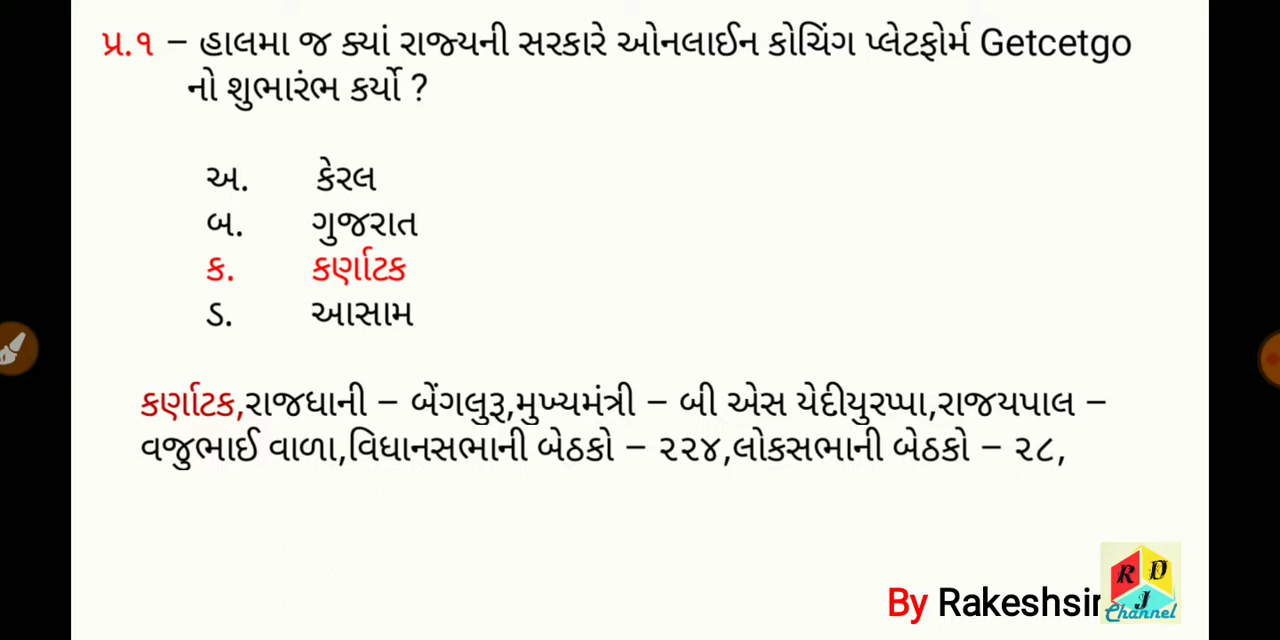 પ્ર.૧ – હાલમા જ ક્યાં રાજ્યની સરકારે ઓનલાઈન કોચિંગ પ્લેટફોર્મ Getcetgo
નો શુભારંભ કર્યો ?
અ. કેરલ
બ. ગુજરાત
ક. કર્ણાટક
ડ. આસામ
કર્ણાટક,રાજધાની – બેંગલુરૂ,મુખ્યમંત્રી – બી એસ યેદીયુરપ્પા,રાજયપાલ –
વજુભાઈ વાળા,વિધાનસભાની બેઠકો – ૨૨૪,લોકસભાની બેઠકો – ૨૮,
By Rakeshsir
R D
J
Channel